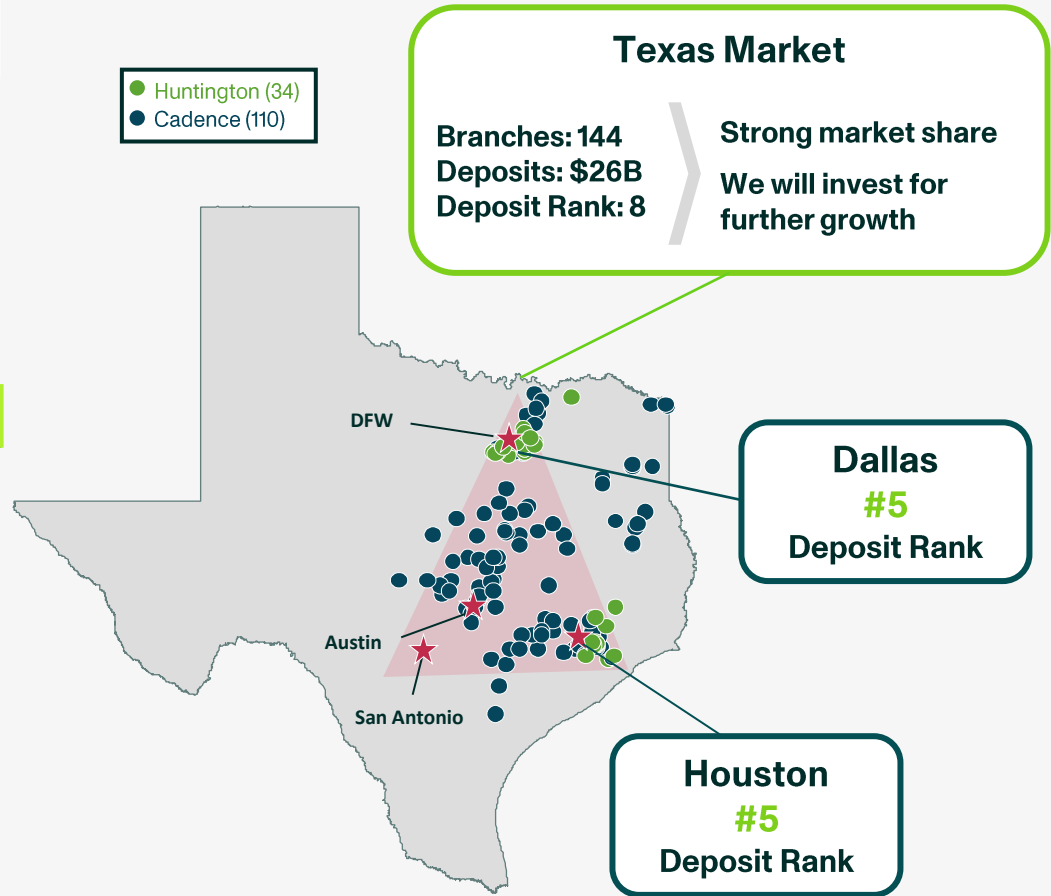 Texas Market
Huntington (34)
Cadence (110)
Branches: 144
Deposits: $26B
Deposit Rank: 8
Strong market share
We will invest for
further growth
DFW
Dallas
#5
Deposit Rank
Austin
San Antonio
Houston
#5
Deposit Rank